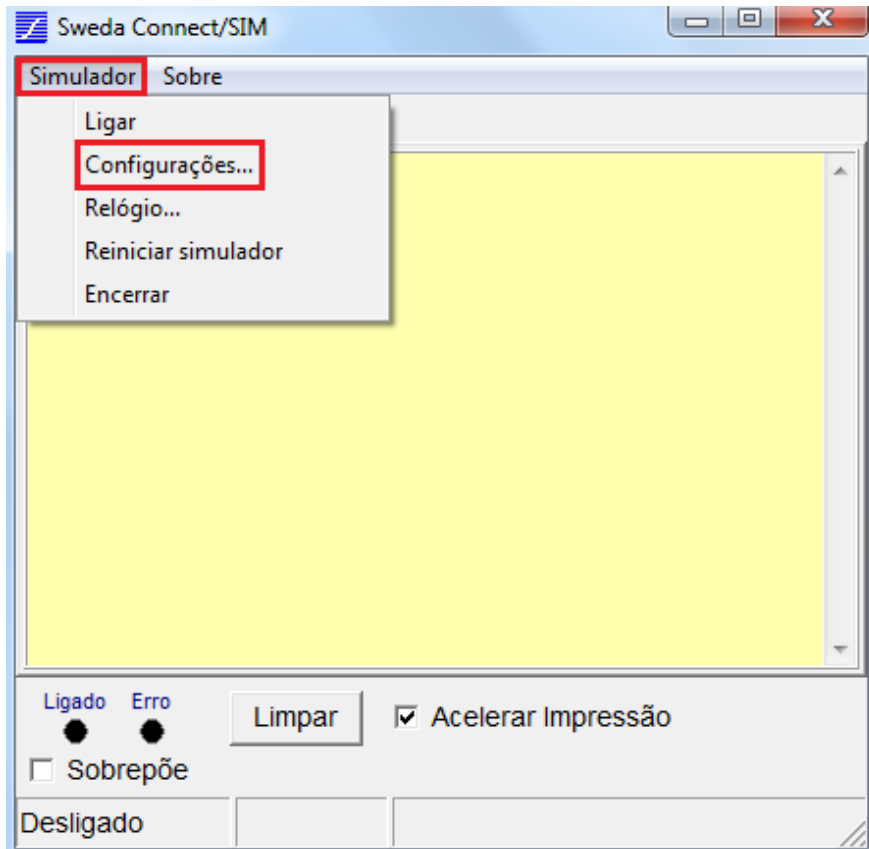 Sweda Connect/SIM
Simulador Sobre
Ligar
Configurações...
Relógio...
Reiniciar simulador
Encerrar
Ligado Erro
Limpar
Acelerar Impressão
Sobrepõe
Desligado